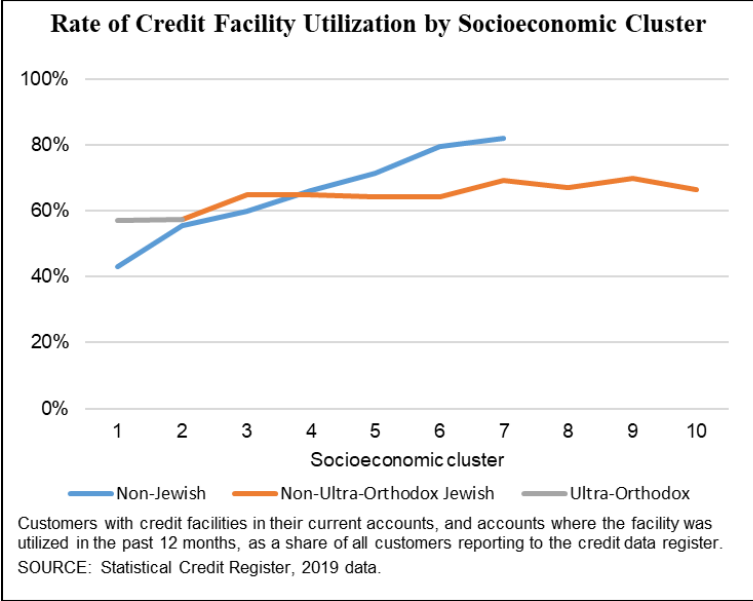 Rate of Credit Facility Utilization by Socioeconomic Cluster
100%
80%
60%
40%
20%
0%
1 2 3 4 5 6 7 8 9 10
Socioeconomic cluster
Non-Jewish Non-Ultra-Orthodox Jewish Ultra-Orthodox
Customers with credit facilities in their current accounts, and accounts where the facility was
utilized in the past 12 months, as a share of all customers reporting to the credit data register.
SOURCE: Statistical Credit Register, 2019 data.